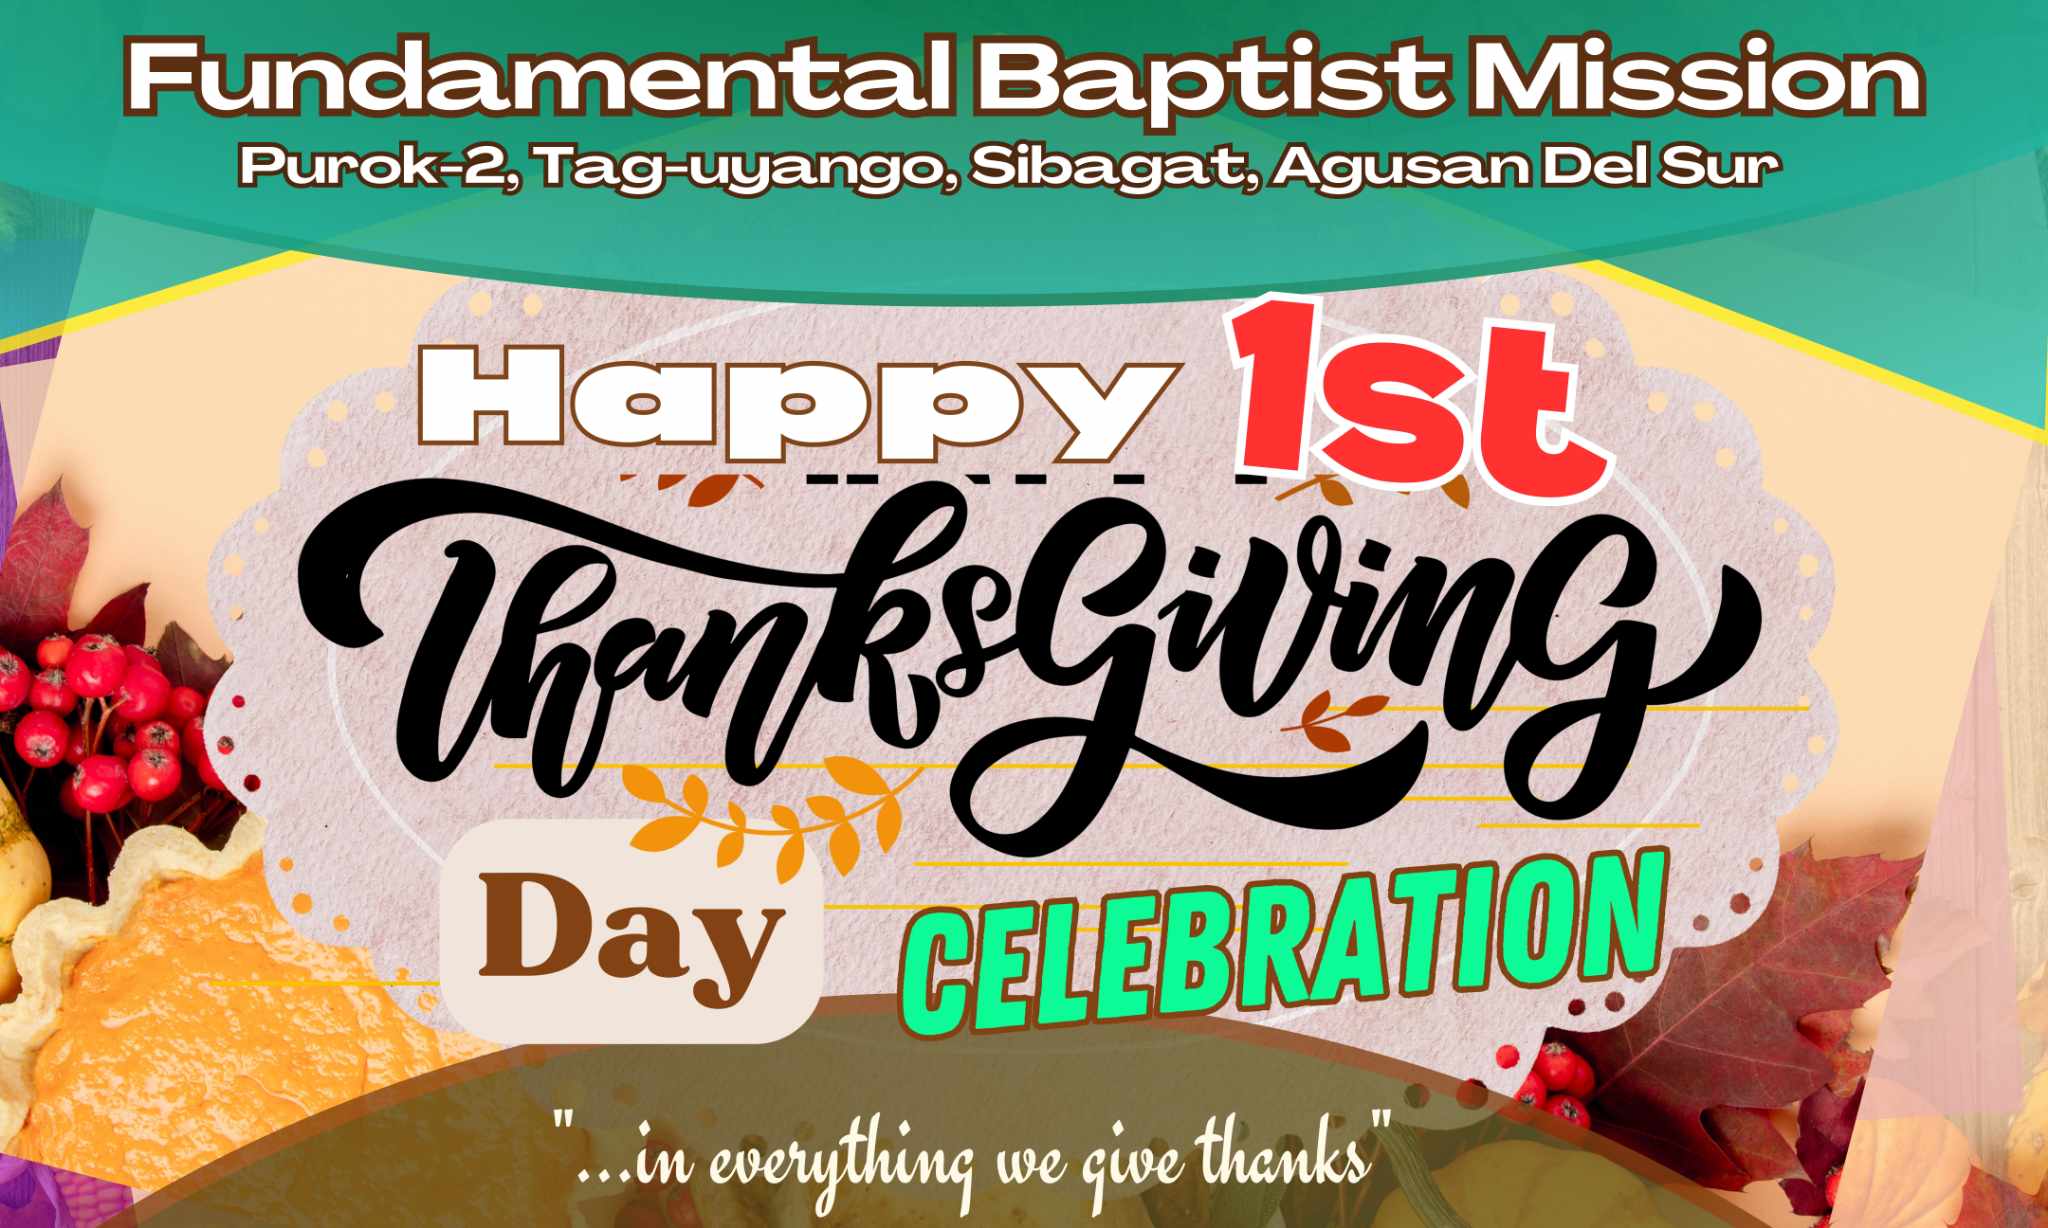 Fundamental Baptist Mission
Purok-2, Tag-uyango, Sibagat, Agusan Del Sur
Happy 1st
ThanksGivinG
Day CELEBRATION
"...in everything we give thanks"